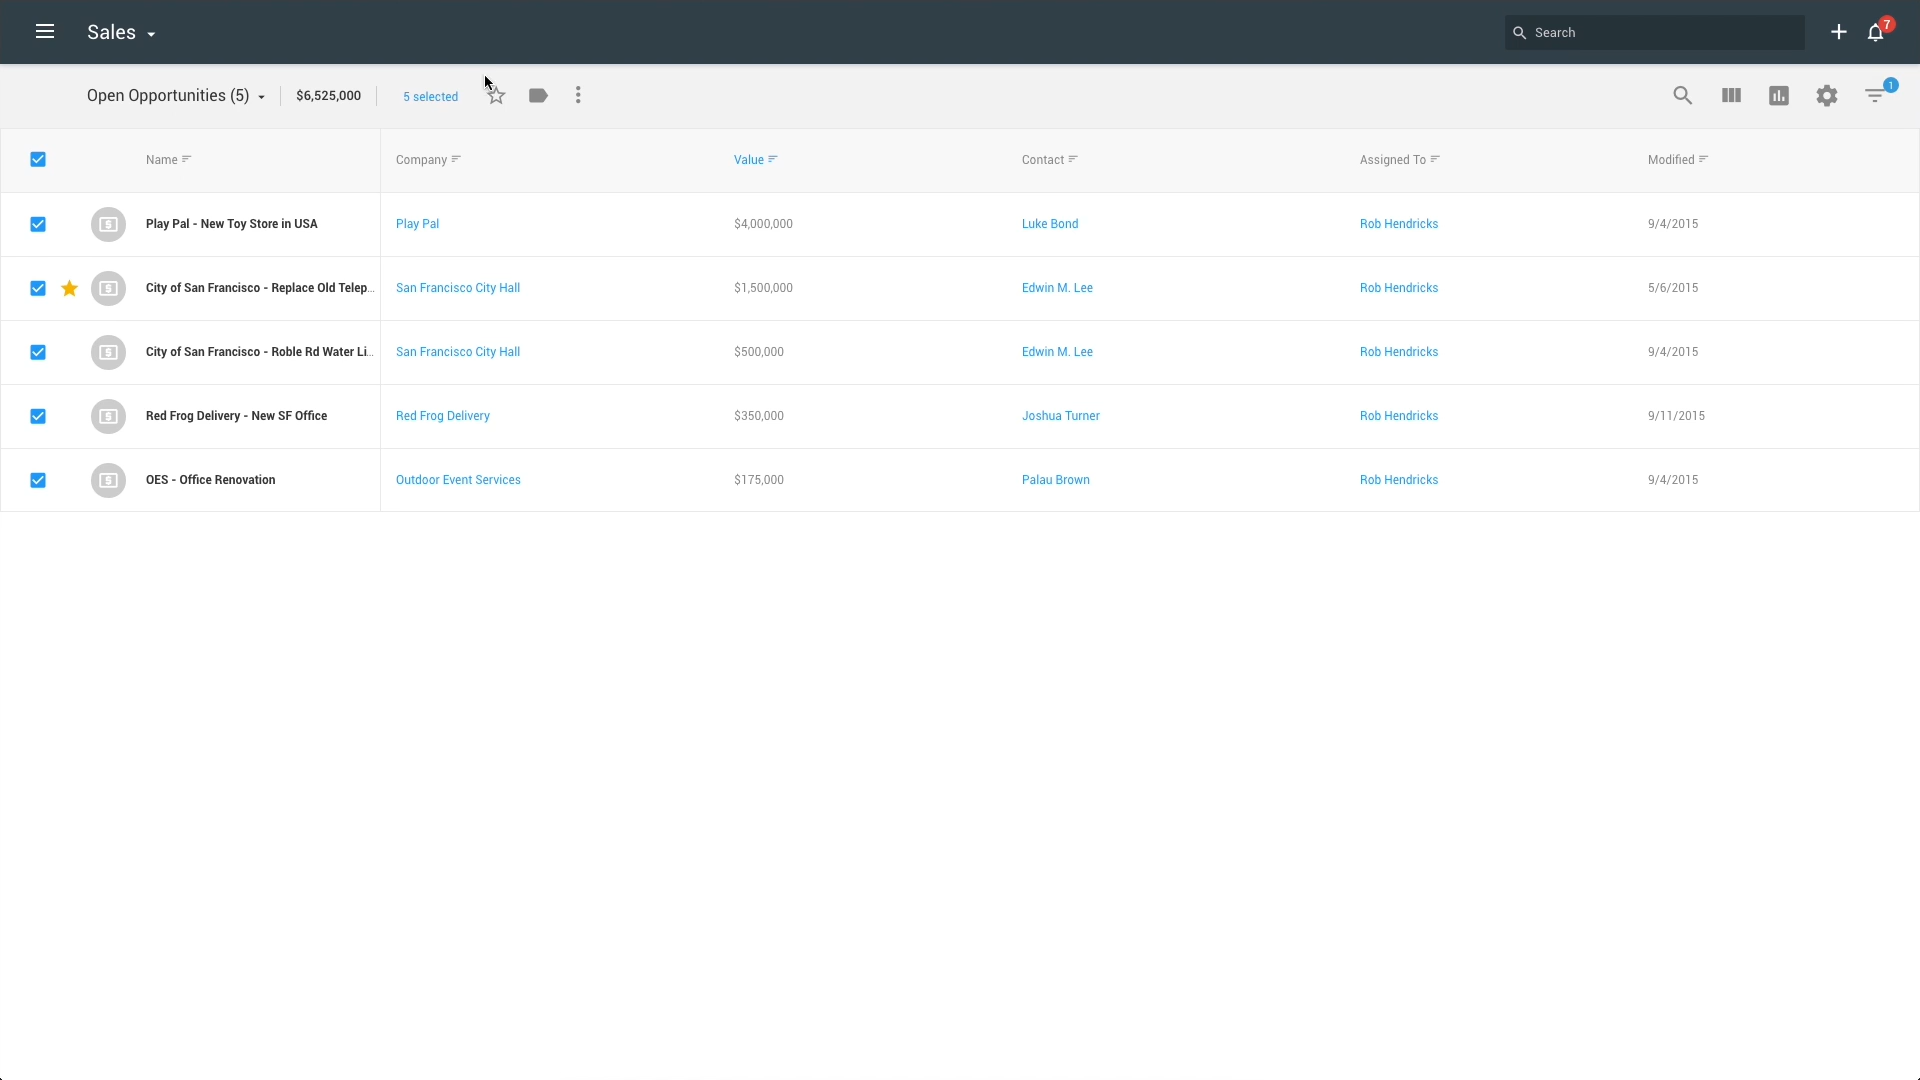 Sales Search 7
Open Opportunities (5) $6,525,000 5 selected 1
Name Company Value Contact Assigned To Modified
Play Pal - New Toy Store in USA Play Pal $4,000,000 Luke Bond Rob Hendricks 9/4/2015
City of San Francisco - Replace Old Telep... San Francisco City Hall $1,500,000 Edwin M. Lee Rob Hendricks 5/6/2015
City of San Francisco - Roble Rd Water Li... San Francisco City Hall $500,000 Edwin M. Lee Rob Hendricks 9/4/2015
Red Frog Delivery - New SF Office Red Frog Delivery $350,000 Joshua Turner Rob Hendricks 9/11/2015
OES - Office Renovation Outdoor Event Services $175,000 Palau Brown Rob Hendricks 9/4/2015